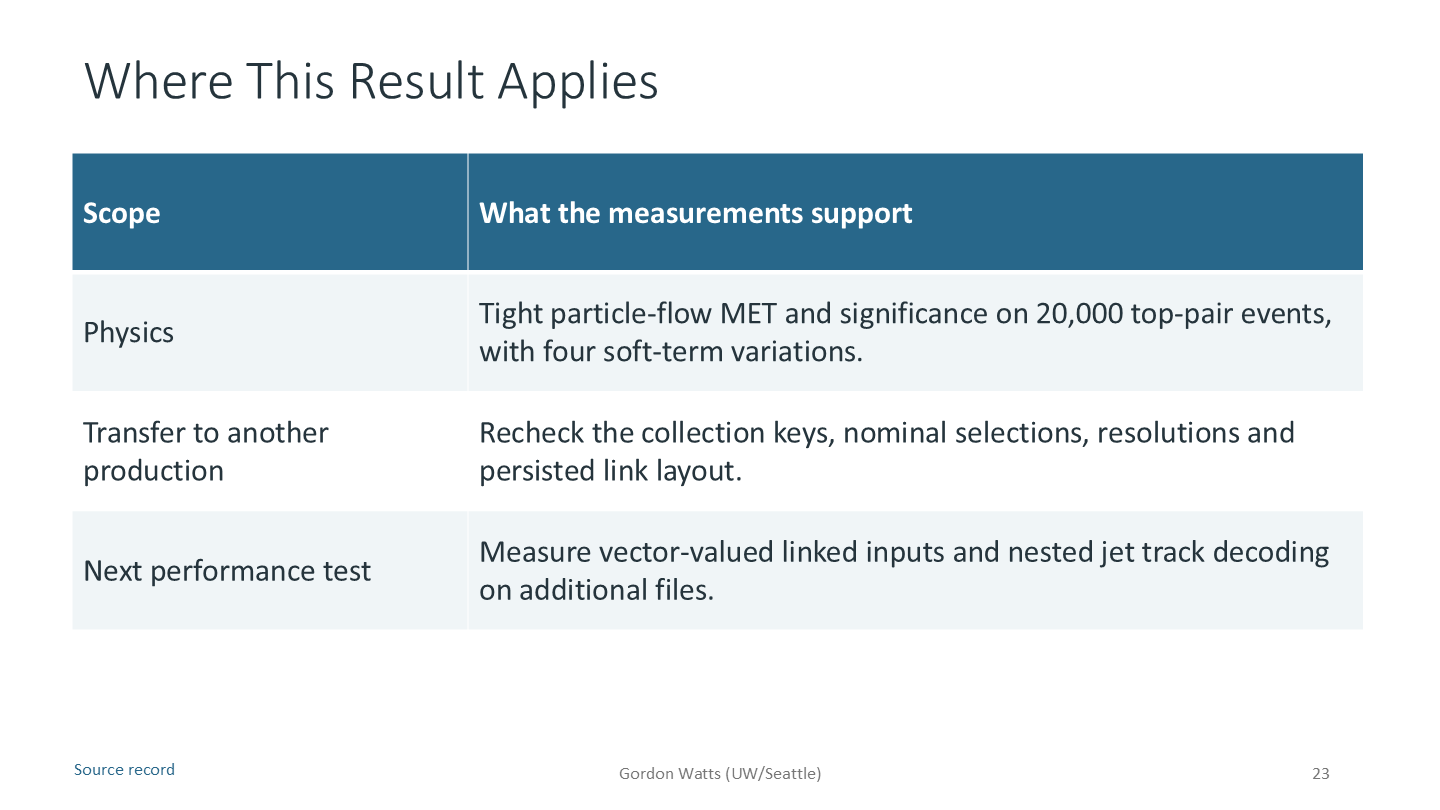 Where This Result Applies
Scope
What the measurements support
Physics
Tight particle-flow MET and significance on 20,000 top-pair events,
with four soft-term variations.
Transfer to another
production
Recheck the collection keys, nominal selections, resolutions and
persisted link layout.
Next performance test
Measure vector-valued linked inputs and nested jet track decoding
on additional files.
Source record
Gordon Watts (UW/Seattle)
23